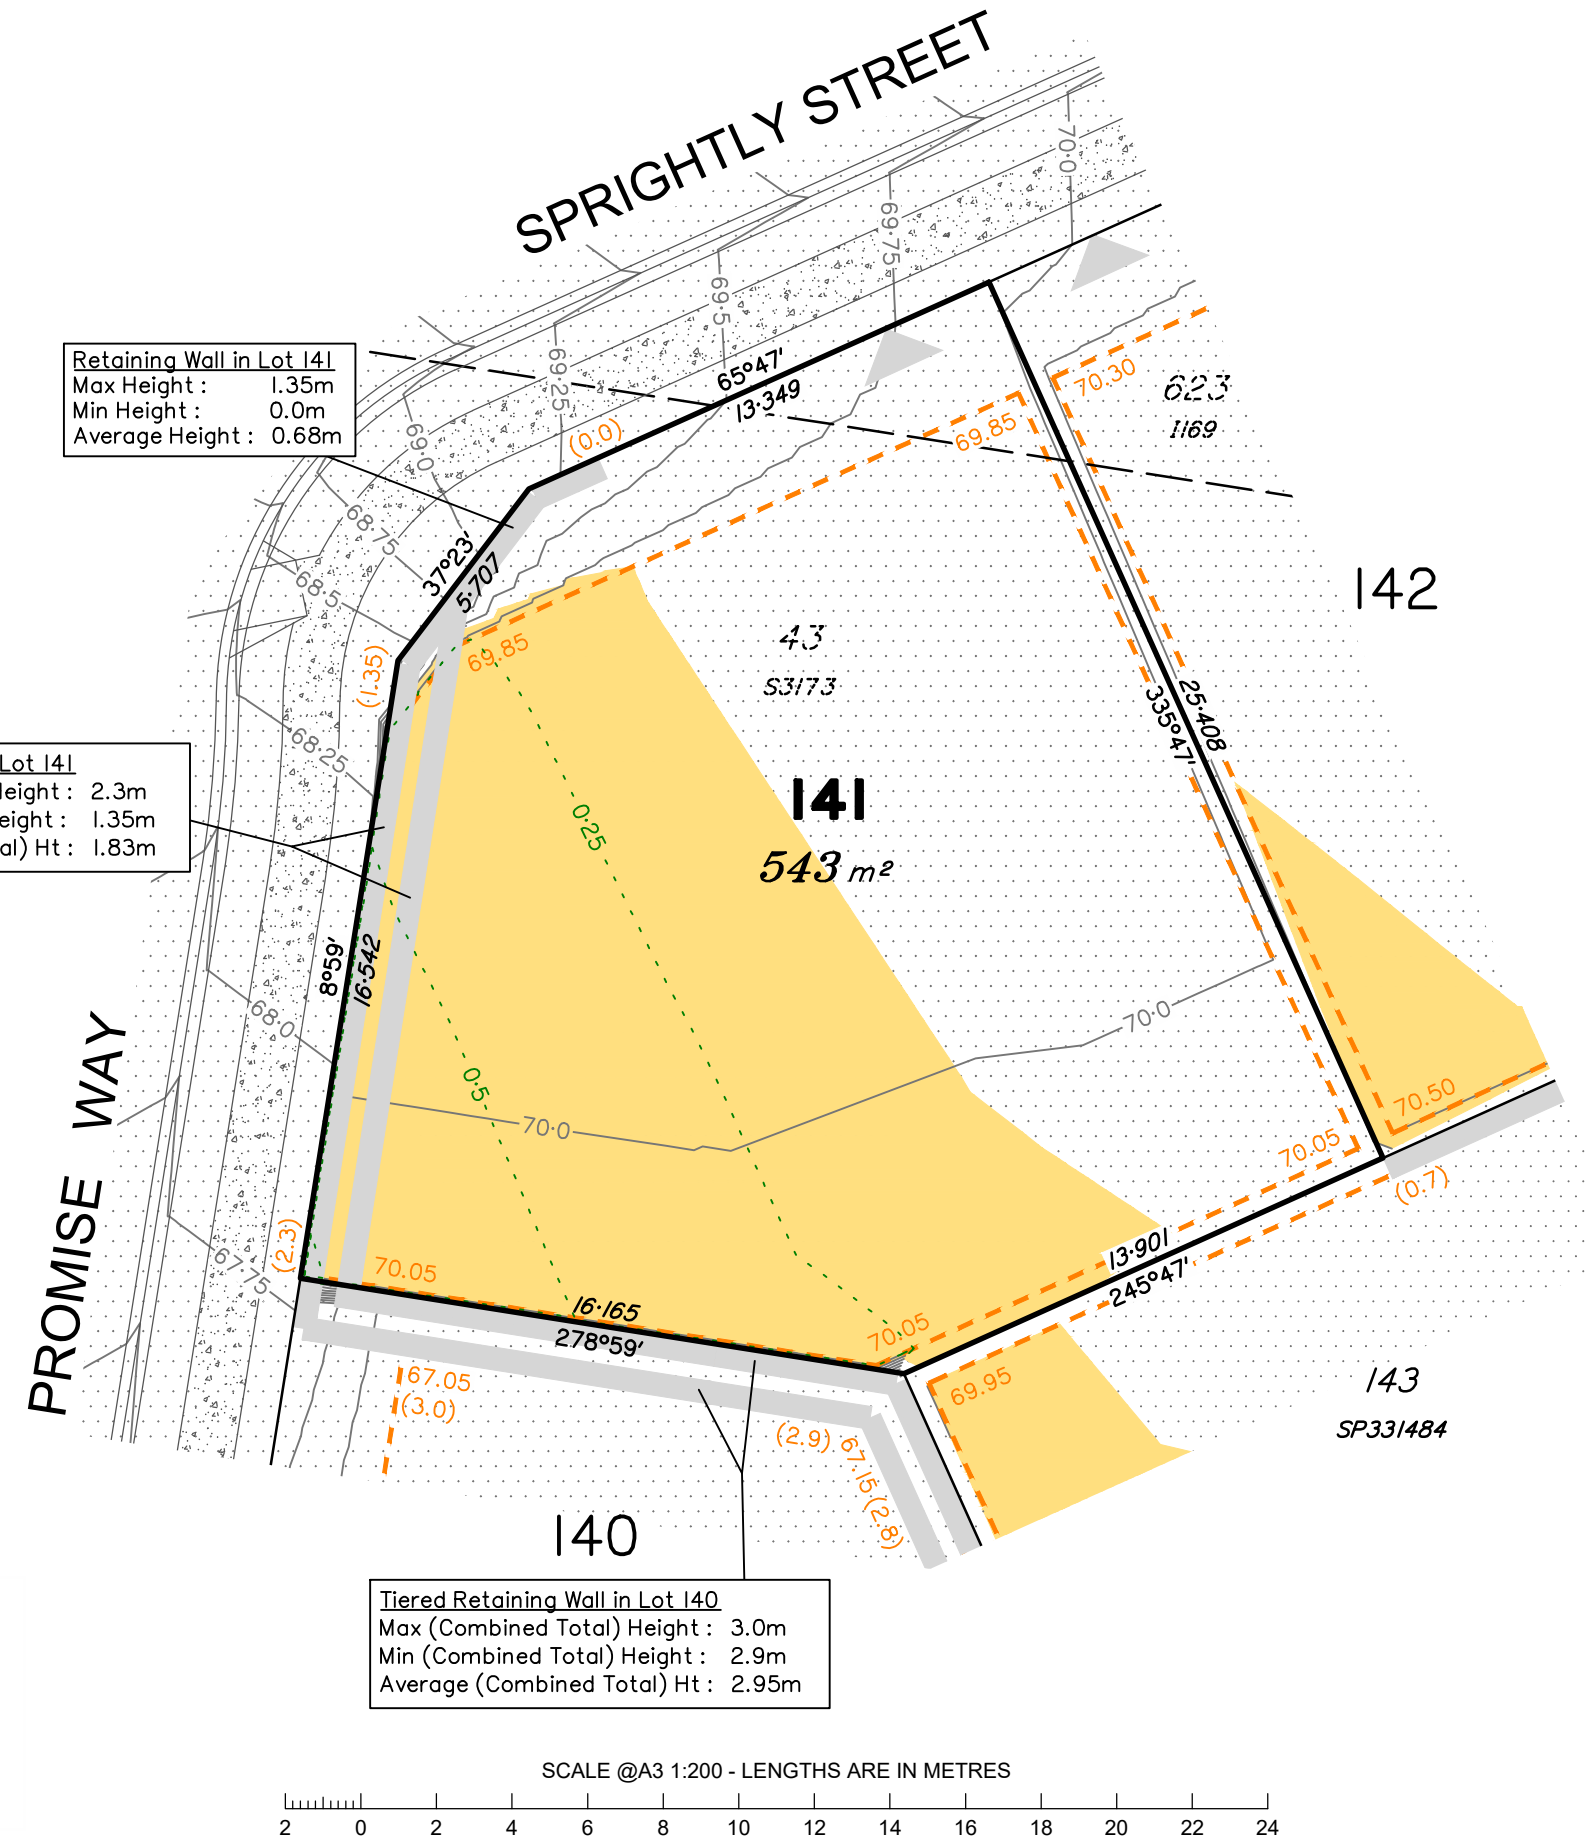 SPRIGHTLY STREET
70·0
69·75
69·5
69·25
69·0
68·75
68·5
68·25
68·0
67·75
Retaining Wall in Lot 141
Max Height : 1.35m
Min Height : 0.0m
Average Height : 0.68m
65°47'
13·349
(0.0)
69.85
70.30
623
1169
37°23'
5·707
(1.35)
69.85
142
43
S3173
25·408
335°47'
Lot 141
eight : 2.3m
eight : 1.35m
al) Ht : 1.83m
0·25
141
543 m²
8°59'
16·542
PROMISE WAY
0·5
70·0
70·0
70.50
70.05
(0.7)
(2.3)
70.05
16·165
278°59'
70.05
13·901
245°47'
67.05
(3.0)
69.95
143
SP331484
(2.9)
67.15 (2.8)
140
Tiered Retaining Wall in Lot 140
Max (Combined Total) Height : 3.0m
Min (Combined Total) Height : 2.9m
Average (Combined Total) Ht : 2.95m
SCALE @A3 1:200 - LENGTHS ARE IN METRES
2 0 2 4 6 8 10 12 14 16 18 20 22 24